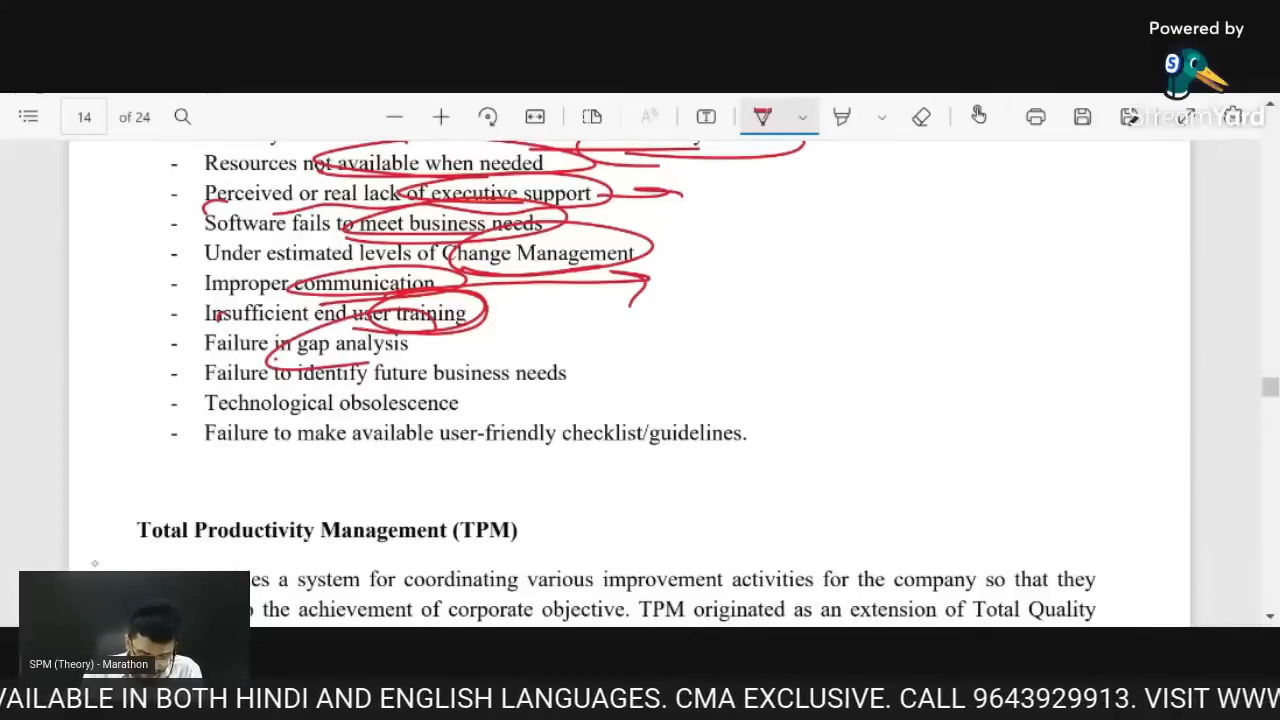 Powered by
S
StreamYard
14 of 24
- Resources not available when needed
- Perceived or real lack of executive support
- Software fails to meet business needs
- Under estimated levels of Change Management
- Improper communication
- Insufficient end user training
- Failure in gap analysis
- Failure to identify future business needs
- Technological obsolescence
- Failure to make available user-friendly checklist/guidelines.
Total Productivity Management (TPM)
a system for coordinating various improvement activities for the company so that they
the achievement of corporate objective. TPM originated as an extension of Total Quality
SPM (Theory) - Marathon
VAILABLE IN BOTH HINDI AND ENGLISH LANGUAGES. CMA EXCLUSIVE. CALL 9643929913. VISIT WWW